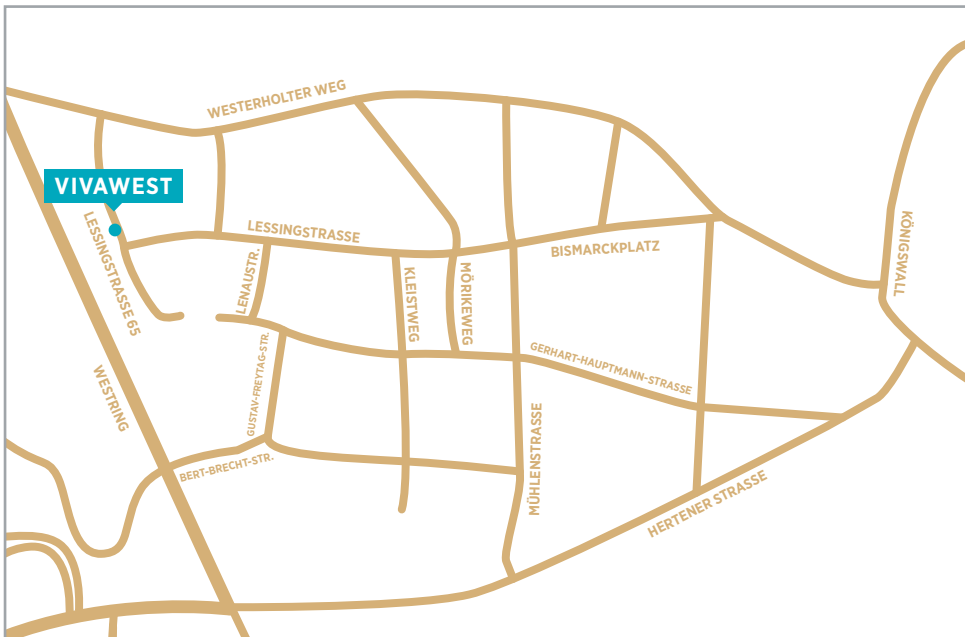 WESTERHOLTER WEG
VIVAWEST
LESSINGSTRASSE 65
LESSINGSTRASSE
BISMARCKPLATZ
KÖNIGSWALL
LENAUSTR.
KLEISTWEG
MÖRIKEWEG
GUSTAV-FREYTAG-STR.
GERHART-HAUPTMANN-STRASSE
WESTRING
MÜHLENSTRASSE
BERT-BRECHT-STR.
HERTENER STRASSE